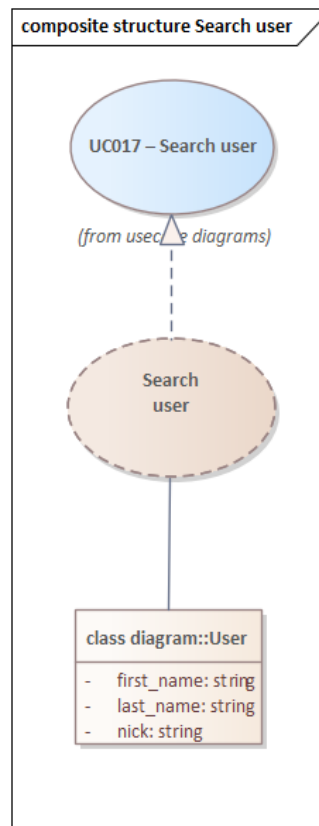 composite structure Search user
UC017 – Search user
(from usecase diagrams)
Search
user
class diagram::User
- first_name: string
- last_name: string
- nick: string